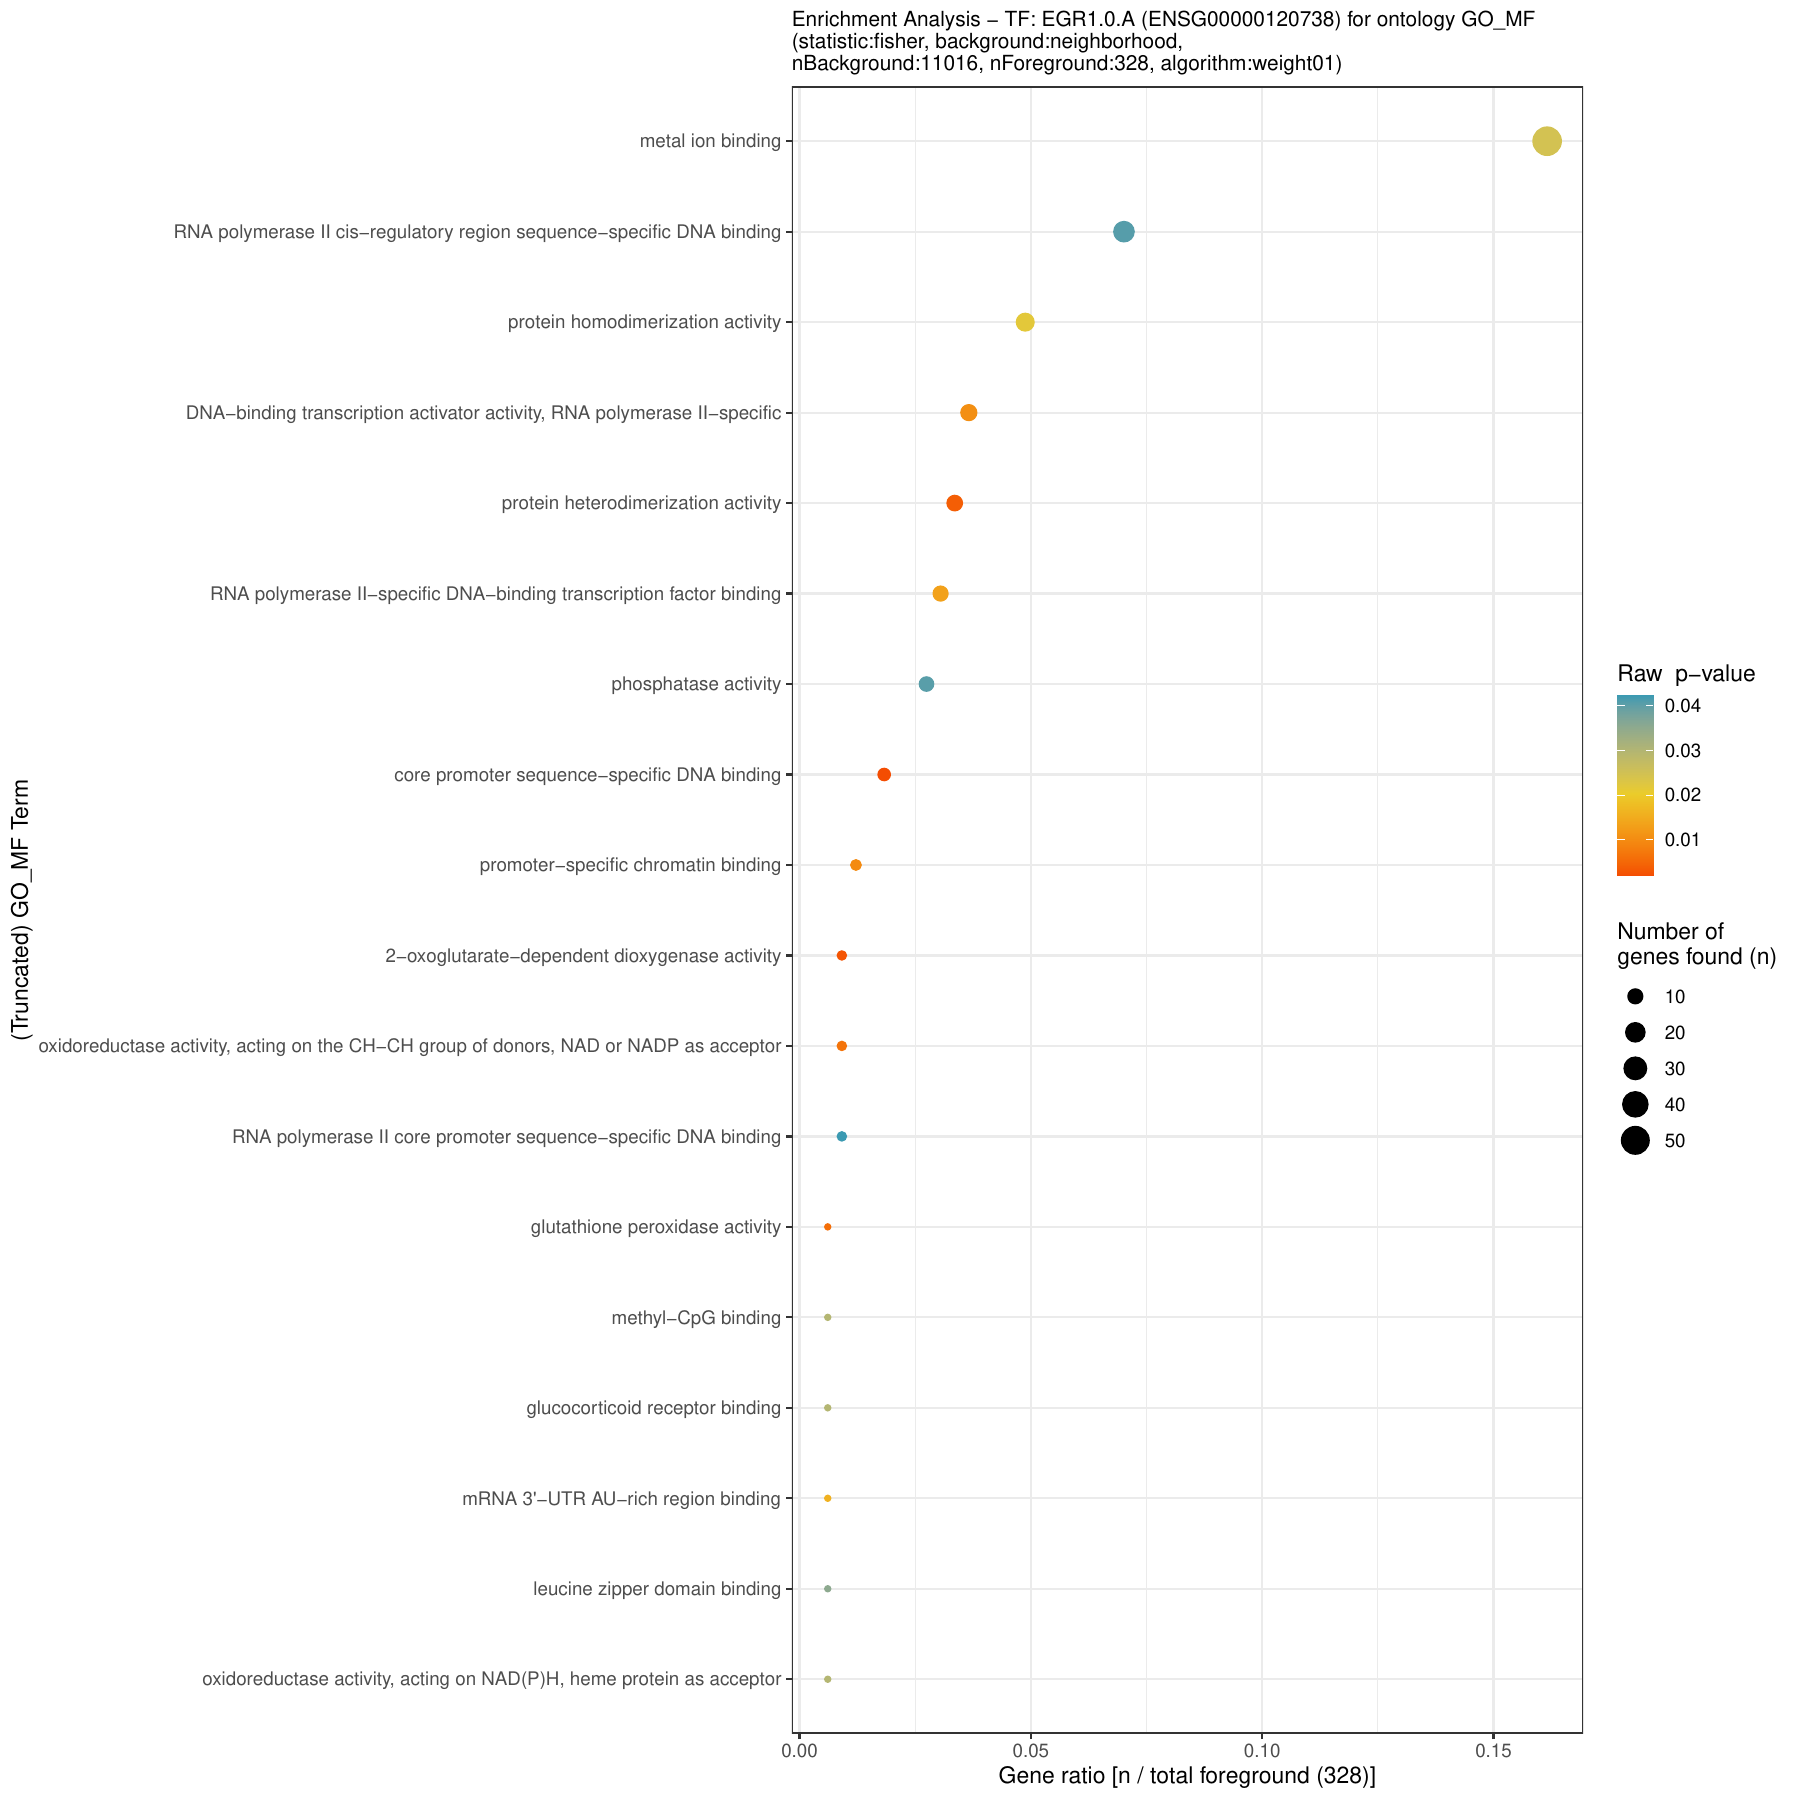 Enrichment Analysis − TF: EGR1.0.A (ENSG00000120738) for ontology GO_MF
(statistic:fisher, background:neighborhood,
nBackground:11016, nForeground:328, algorithm:weight01)
(Truncated) GO_MF Term
metal ion binding
RNA polymerase II cis−regulatory region sequence−specific DNA binding
protein homodimerization activity
DNA−binding transcription activator activity, RNA polymerase II−specific
protein heterodimerization activity
RNA polymerase II−specific DNA−binding transcription factor binding
phosphatase activity
core promoter sequence−specific DNA binding
promoter−specific chromatin binding
2−oxoglutarate−dependent dioxygenase activity
oxidoreductase activity, acting on the CH−CH group of donors, NAD or NADP as acceptor
RNA polymerase II core promoter sequence−specific DNA binding
glutathione peroxidase activity
methyl−CpG binding
glucocorticoid receptor binding
mRNA 3'−UTR AU−rich region binding
leucine zipper domain binding
oxidoreductase activity, acting on NAD(P)H, heme protein as acceptor
0.00 0.05 0.10 0.15
Gene ratio [n / total foreground (328)]
Raw p−value
0.04
0.03
0.02
0.01
Number of
genes found (n)
10
20
30
40
50